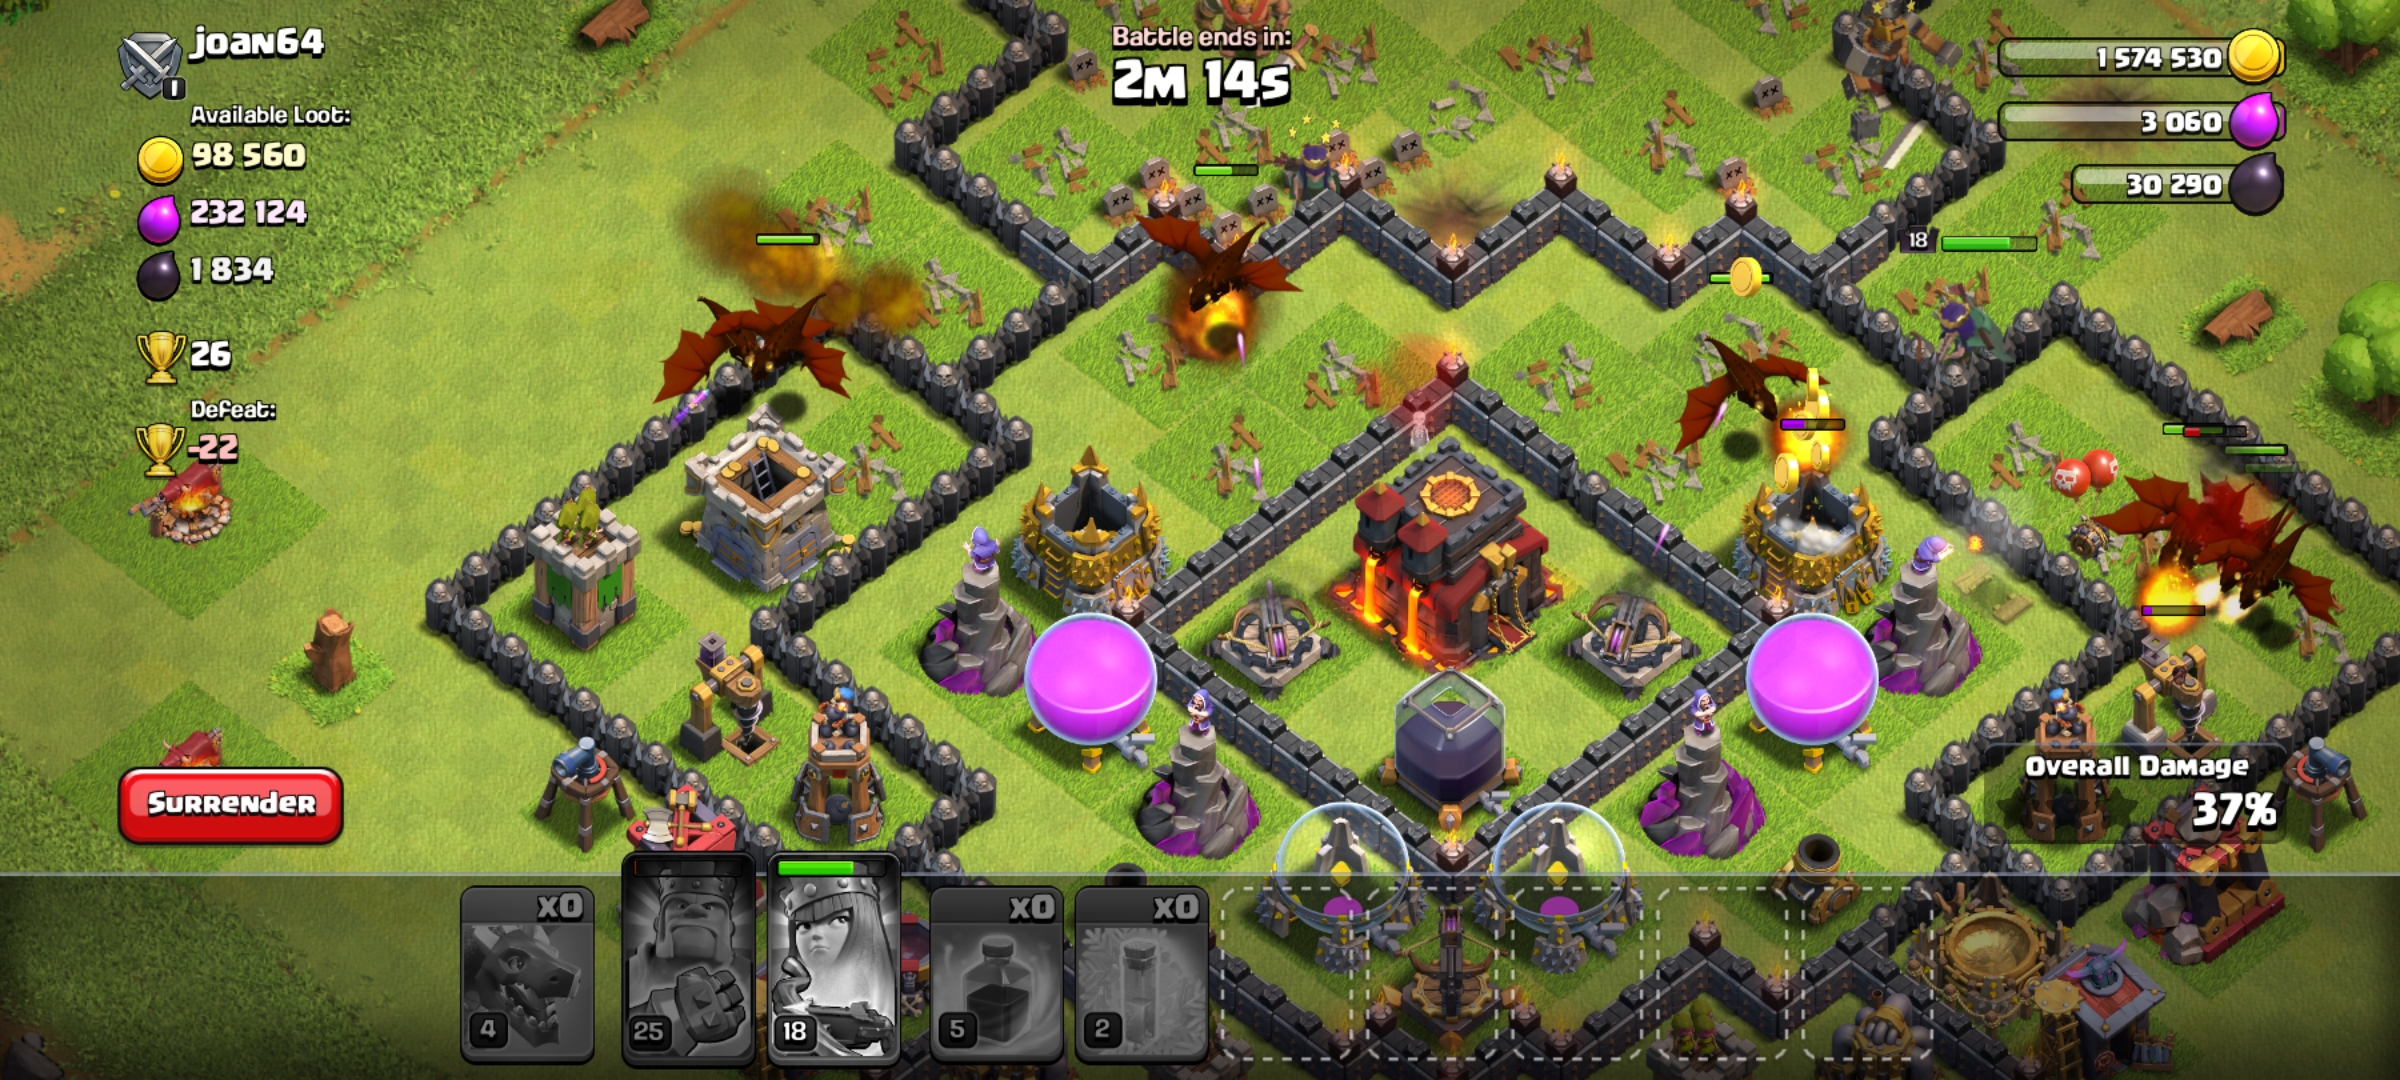 joan64
1
Available Loot:
98 560
232 124
1 834
26
Defeat:
-22
Battle ends in:
2M 14s
1 574 530
3 060
30 290
18
Surrender
Overall Damage
37%
x0
x0
x0
4
25
18
5
2